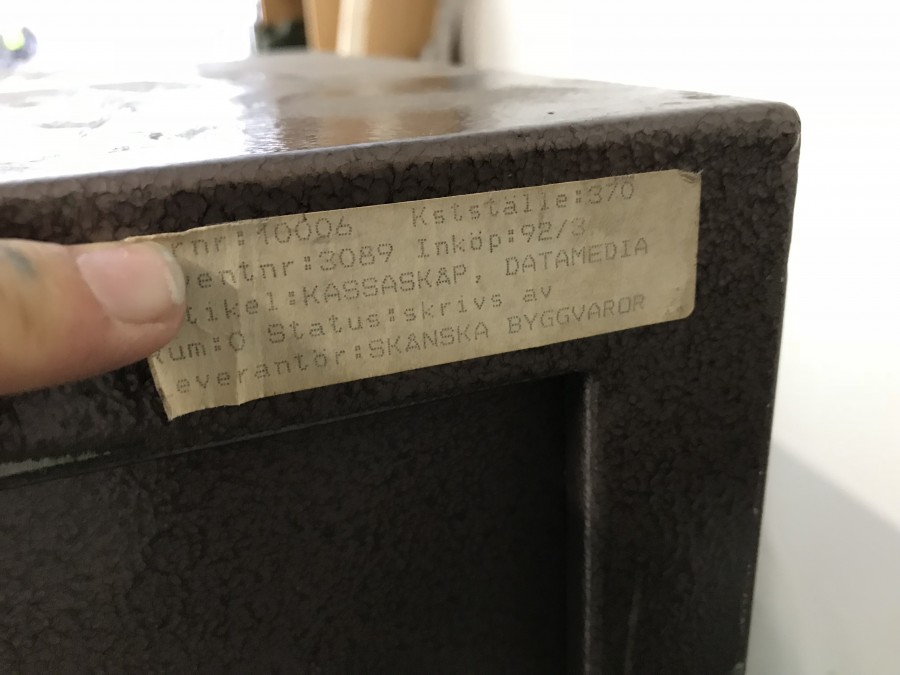 rnr:10006 Kstställe:370
entnr:3089 Inköp:92/3
tikel:KASSASKÅP, DATAMEDIA
um:0 Status:skrivs av
everantör:SKÅNSKA BYGGVAROR